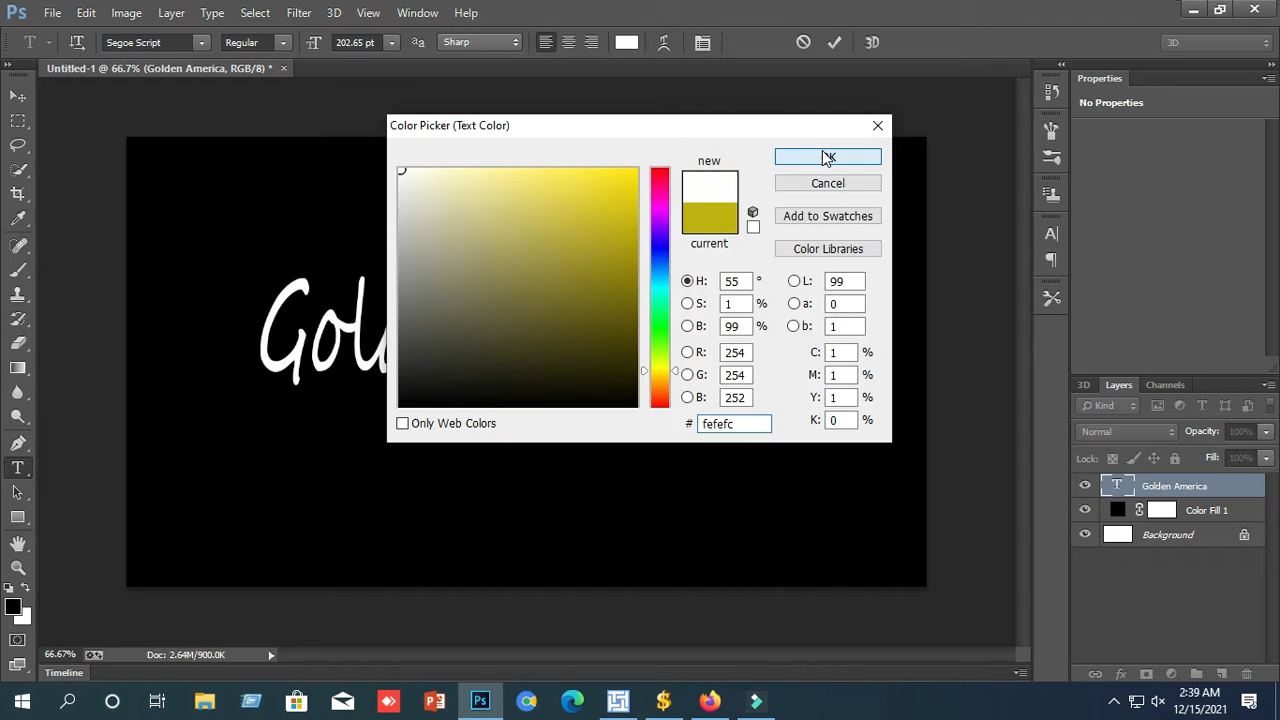 Ps File Edit Image Layer Type Select Filter 3D View Window Help
T Segoe Script Regular 202.65 pt aa Sharp 3D 3D
Untitled-1 @ 66.7% (Golden America, RGB/8) * ×
Properties
No Properties
Color Picker (Text Color)
new
current
Cancel
Add to Swatches
Color Libraries
H: 55 °
S: 1 %
B: 99 %
R: 254
G: 254
B: 252
# fefefc
L: 99
a: 0
b: 1
C: 1 %
M: 1 %
Y: 1 %
K: 0 %
Only Web Colors
3D Layers Channels
Kind
Normal Opacity: 100%
Lock: Fill: 100%
T Golden America
Color Fill 1
Background
66.67% Doc: 2.64M/900.0K
Timeline
2:39 AM
12/15/2021